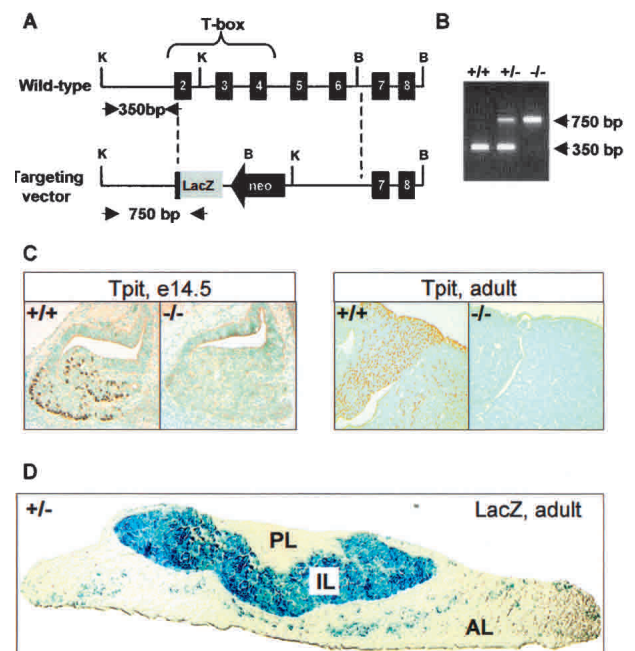 A
T-box
K
K
B
B
Wild-type
2
3
4
5
6
7
8
350bp
K
B
K
B
Targeting
vector
LacZ
neo
7
8
750 bp
B
+/+ +/- -/-
750 bp
350 bp
C
Tpit, e14.5
+/+
-/-
Tpit, adult
+/+
-/-
D
+/-
LacZ, adult
PL
IL
AL